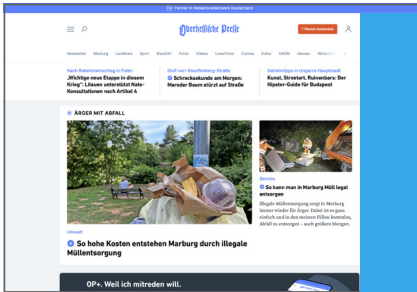 Partner im RedaktionsNetzwerk Deutschland
Oberhessische Presse
1 Monat kostenlos
Newsletter Marburg Landkreis Sport Blaulicht Fotos Videos Leserfotos Corona Kultur UKGM Hessen
Nach Raketeneinschlag in Polen
„Wichtige neue Etappe in diesem
Krieg“: Litauen unterstützt Nato-
Konsultationen nach Artikel 4
Graf-von-Stauffenberg-Straße
Schrecksekunde am Morgen:
Maroder Baum stürzt auf Straße
Geheimtipps in Ungarns Hauptstadt
Kunst, Streetart, Ruinenbars: Der
Hipster-Guide für Budapest
ÄRGER MIT ABFALL
Umwelt
So hohe Kosten entstehen Marburg durch illegale
Müllentsorgung
Service
So kann man in Marburg Müll legal
entsorgen
Illegale Müllentsorgung sorgt in Marburg
immer wieder für Ärger. Dabei ist es ganz
einfach und in den meisten Fällen kostenlos,
Abfall zu entsorgen – auch größere Mengen.
OP+. Weil ich mitreden will.